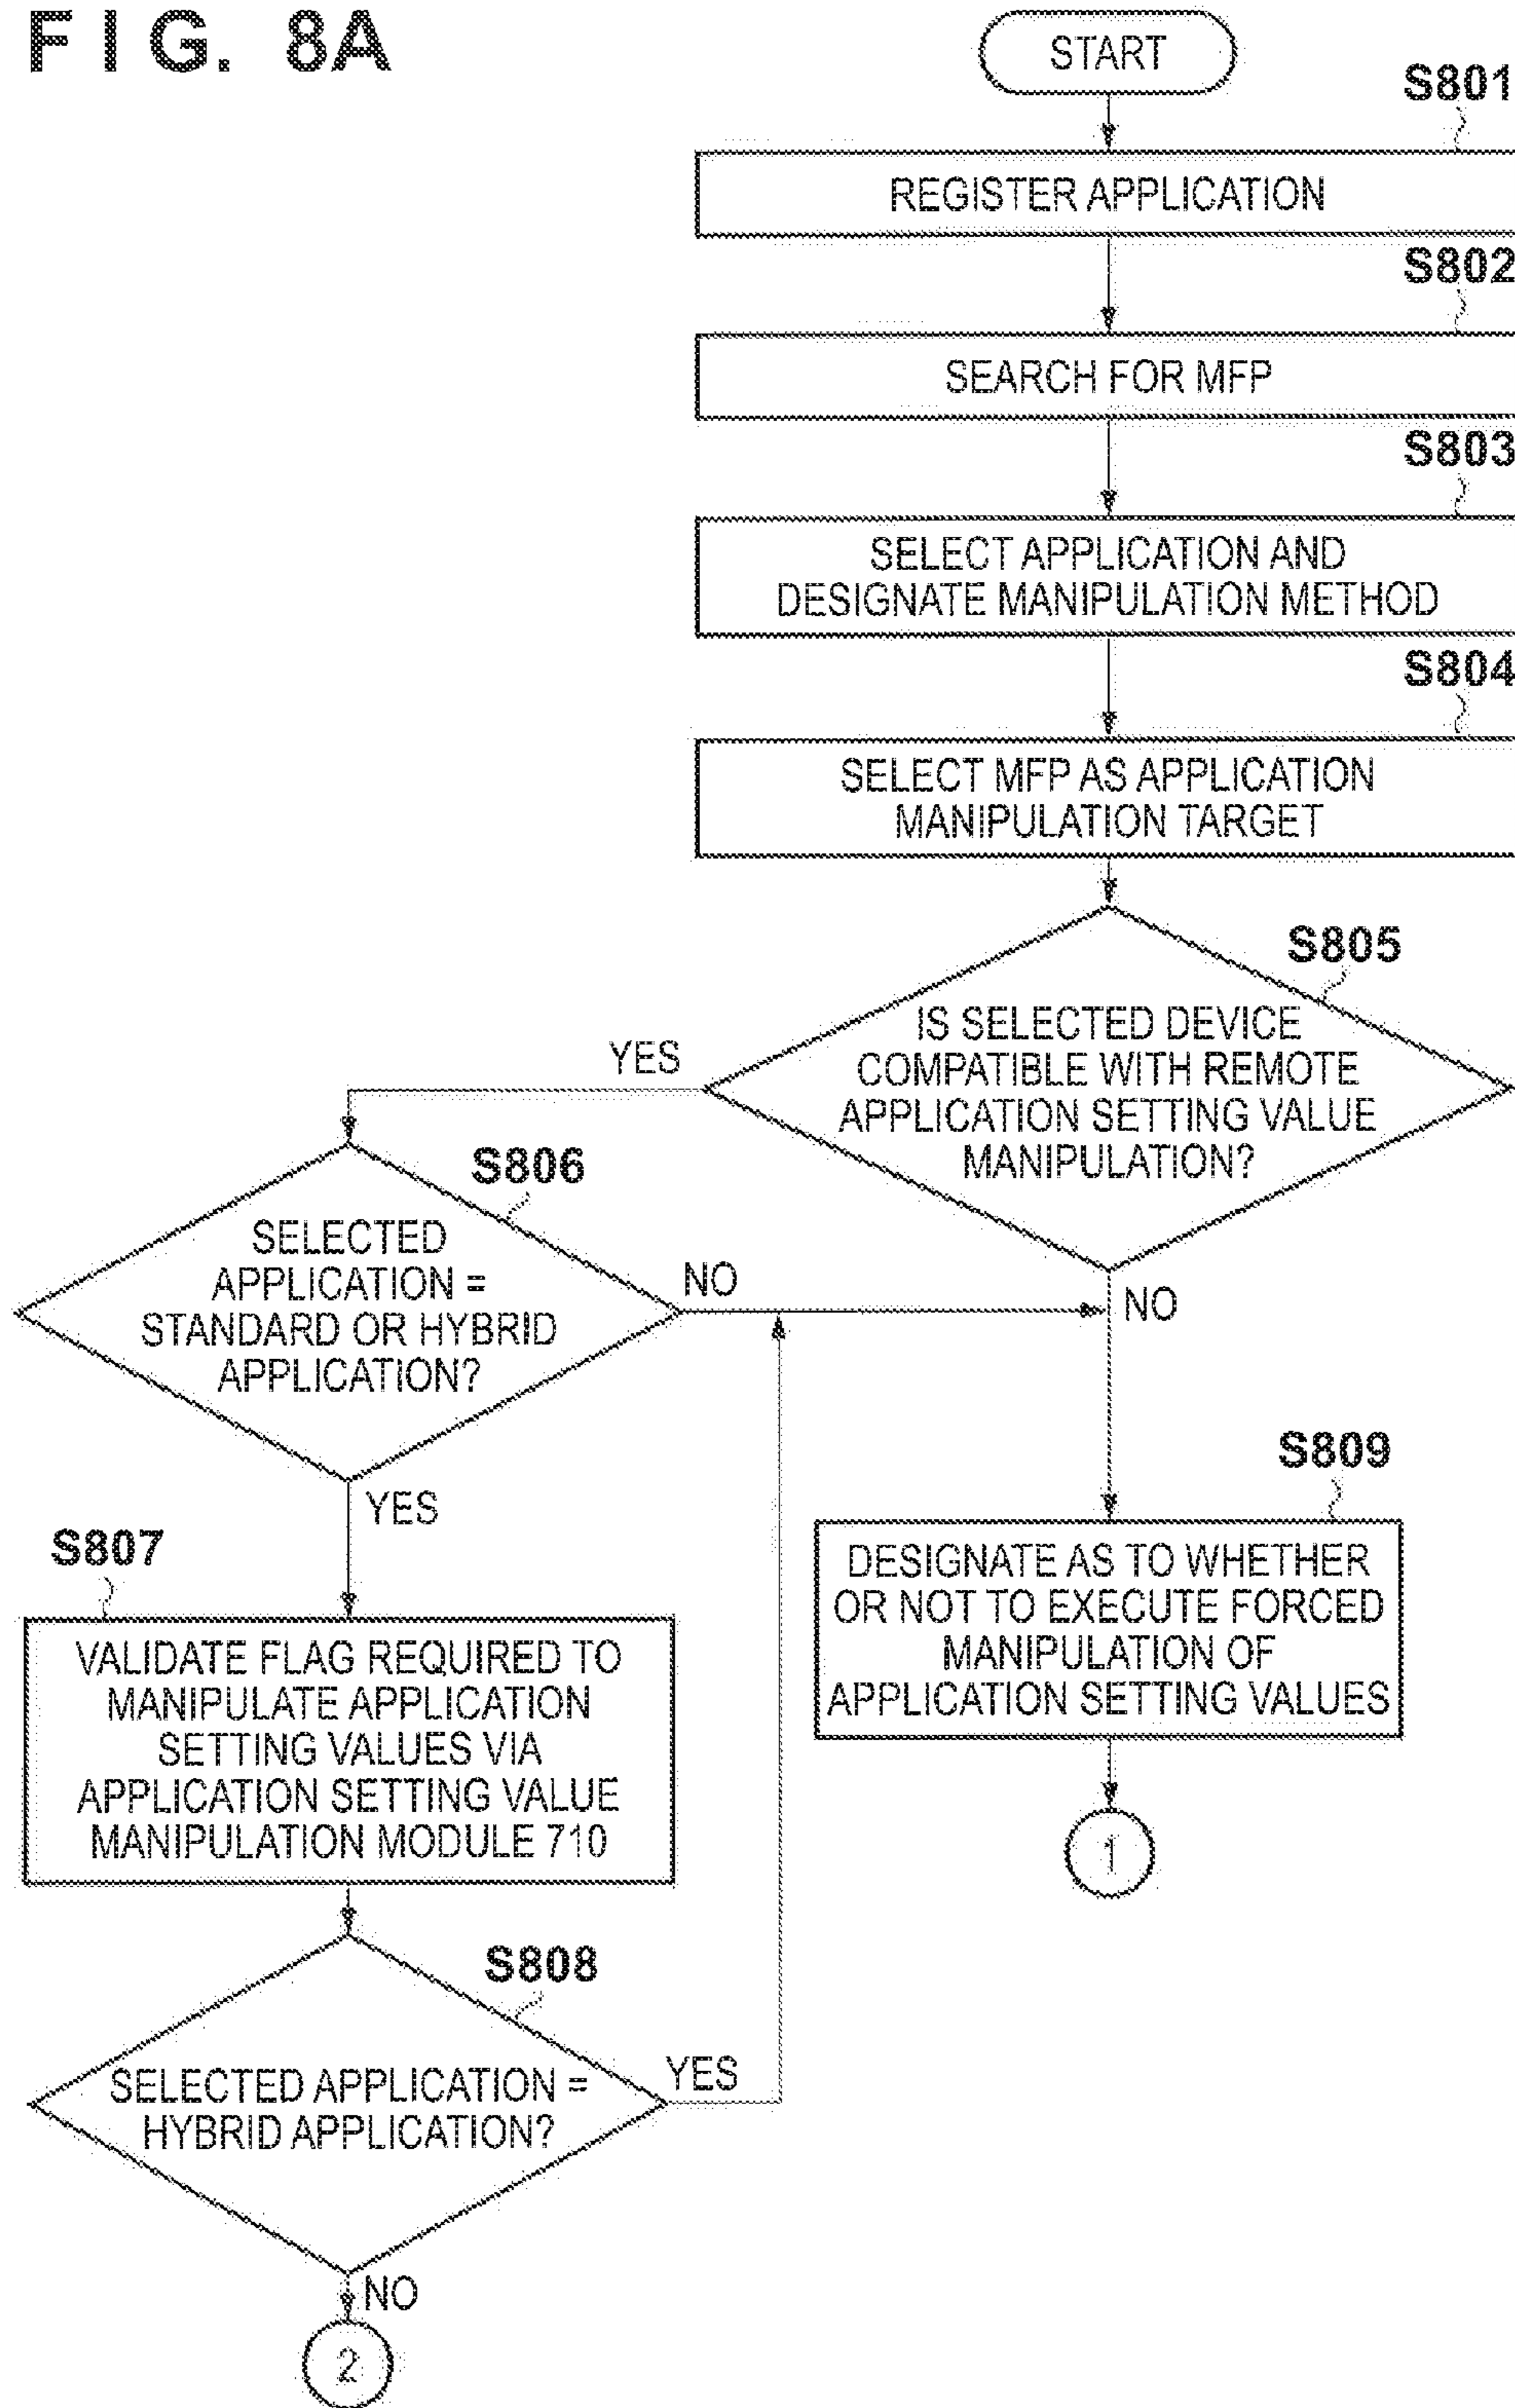 FIG. 8A
START
S801
REGISTER APPLICATION
S802
SEARCH FOR MFP
S803
SELECT APPLICATION AND
DESIGNATE MANIPULATION METHOD
S804
SELECT MFP AS APPLICATION
MANIPULATION TARGET
S805
IS SELECTED DEVICE
COMPATIBLE WITH REMOTE
APPLICATION SETTING VALUE
MANIPULATION?
YES
NO
S806
SELECTED
APPLICATION =
STANDARD OR HYBRID
APPLICATION?
NO
YES
S807
VALIDATE FLAG REQUIRED TO
MANIPULATE APPLICATION
SETTING VALUES VIA
APPLICATION SETTING VALUE
MANIPULATION MODULE 710
S808
SELECTED APPLICATION =
HYBRID APPLICATION?
YES
NO
2
S809
DESIGNATE AS TO WHETHER
OR NOT TO EXECUTE FORCED
MANIPULATION OF
APPLICATION SETTING VALUES
1